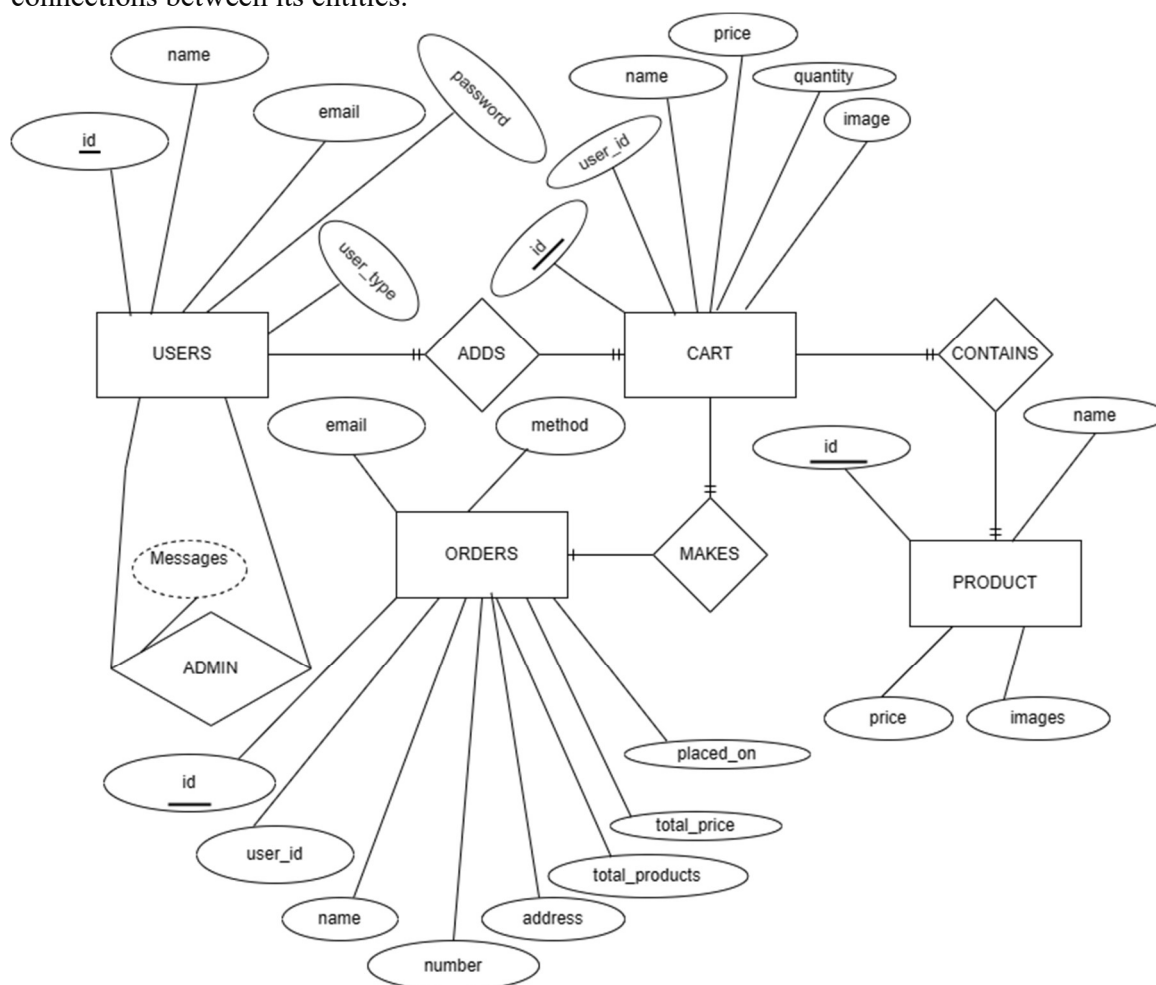 connections between its entities.
name
price
password
name
quantity
email
image
id
user_id
id
user_type
USERS
ADDS
CART
CONTAINS
email
method
name
id
Messages
ORDERS
MAKES
PRODUCT
ADMIN
price
images
placed_on
id
total_price
user_id
total_products
name
address
number